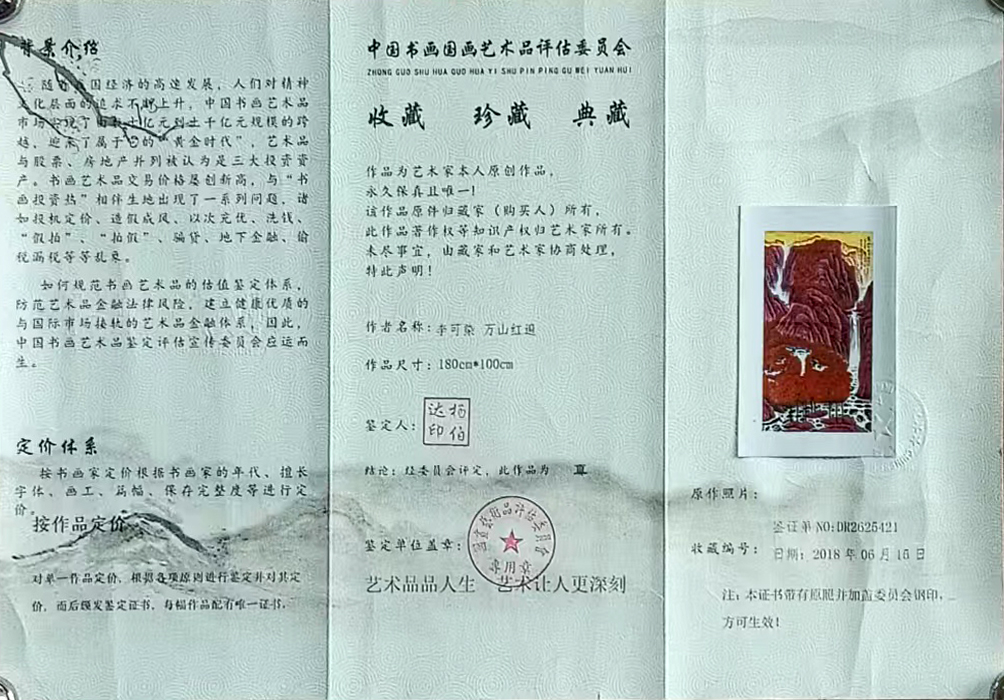 背景介绍
随着我国经济的高速发展，人们对精神
文化层面的追求不断上升，中国书画艺术品
市场实现了由数十亿元到上千亿元规模的跨
越，迎来了属于它的“黄金时代”，艺术品
与股票、房地产并列被认为是三大投资资
产。书画艺术品交易价格屡创新高，与“书
画投资热”相伴生地出现了一系列问题，诸
如投机定价、造假成风、以次充优、洗钱、
“假拍”、“拍假”、骗贷、地下金融、偷
税漏税等等乱象。
如何规范书画艺术品的估值鉴定体系，
防范艺术品金融法律风险，建立健康优质的
与国际市场接轨的艺术品金融体系，因此，
中国书画艺术品鉴定评估宣传委员会应运而
生。
定价体系
按书画家定价根据书画家的年代、擅长
字体、画工、篇幅、保存完整度等进行定
价。
按作品定价
对单一作品定价，根据各项原则进行鉴定并对其定
价，而后颁发鉴定证书，每幅作品配有唯一证书。
中国书画国画艺术品评估委员会
ZHONG GUO SHU HUA GUO HUA YI SHU PIN PING GU WEI YUAN HUI
收藏 珍藏 典藏
作品为艺术家本人原创作品，
永久保真且唯一！
该作品原件归藏家（购买人）所有，
此作品著作权等知识产权归艺术家所有。
未尽事宜，由藏家和艺术家协商处理，
特此声明！
作者名称：李可染 万山红遍
作品尺寸：180cm*100cm
鉴定人：
达 栢
印 伯
结论：经委员会评定，此作品为 真
鉴定单位盖章：
品评估委员会
专用章
艺术品品人生 艺术让人更深刻
原作照片：
签证单NO:DR2625421
收藏编号：
日期：2018年06月15日
注：本证书带有原照并加盖委员会钢印，
方可生效！